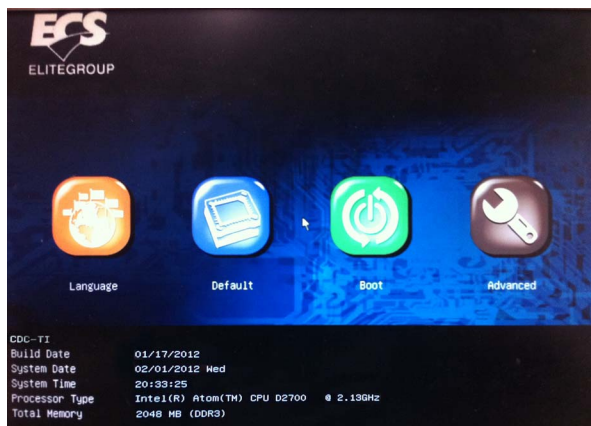 ECS
ELITEGROUP
Language
Default
Boot
Advanced
CDC-TI
Build Date 01/17/2012
System Date 02/01/2012 Wed
System Time 20:33:25
Processor Type Intel(R) Atom(TM) CPU D2700 @ 2.13GHz
Total Memory 2048 MB (DDR3)